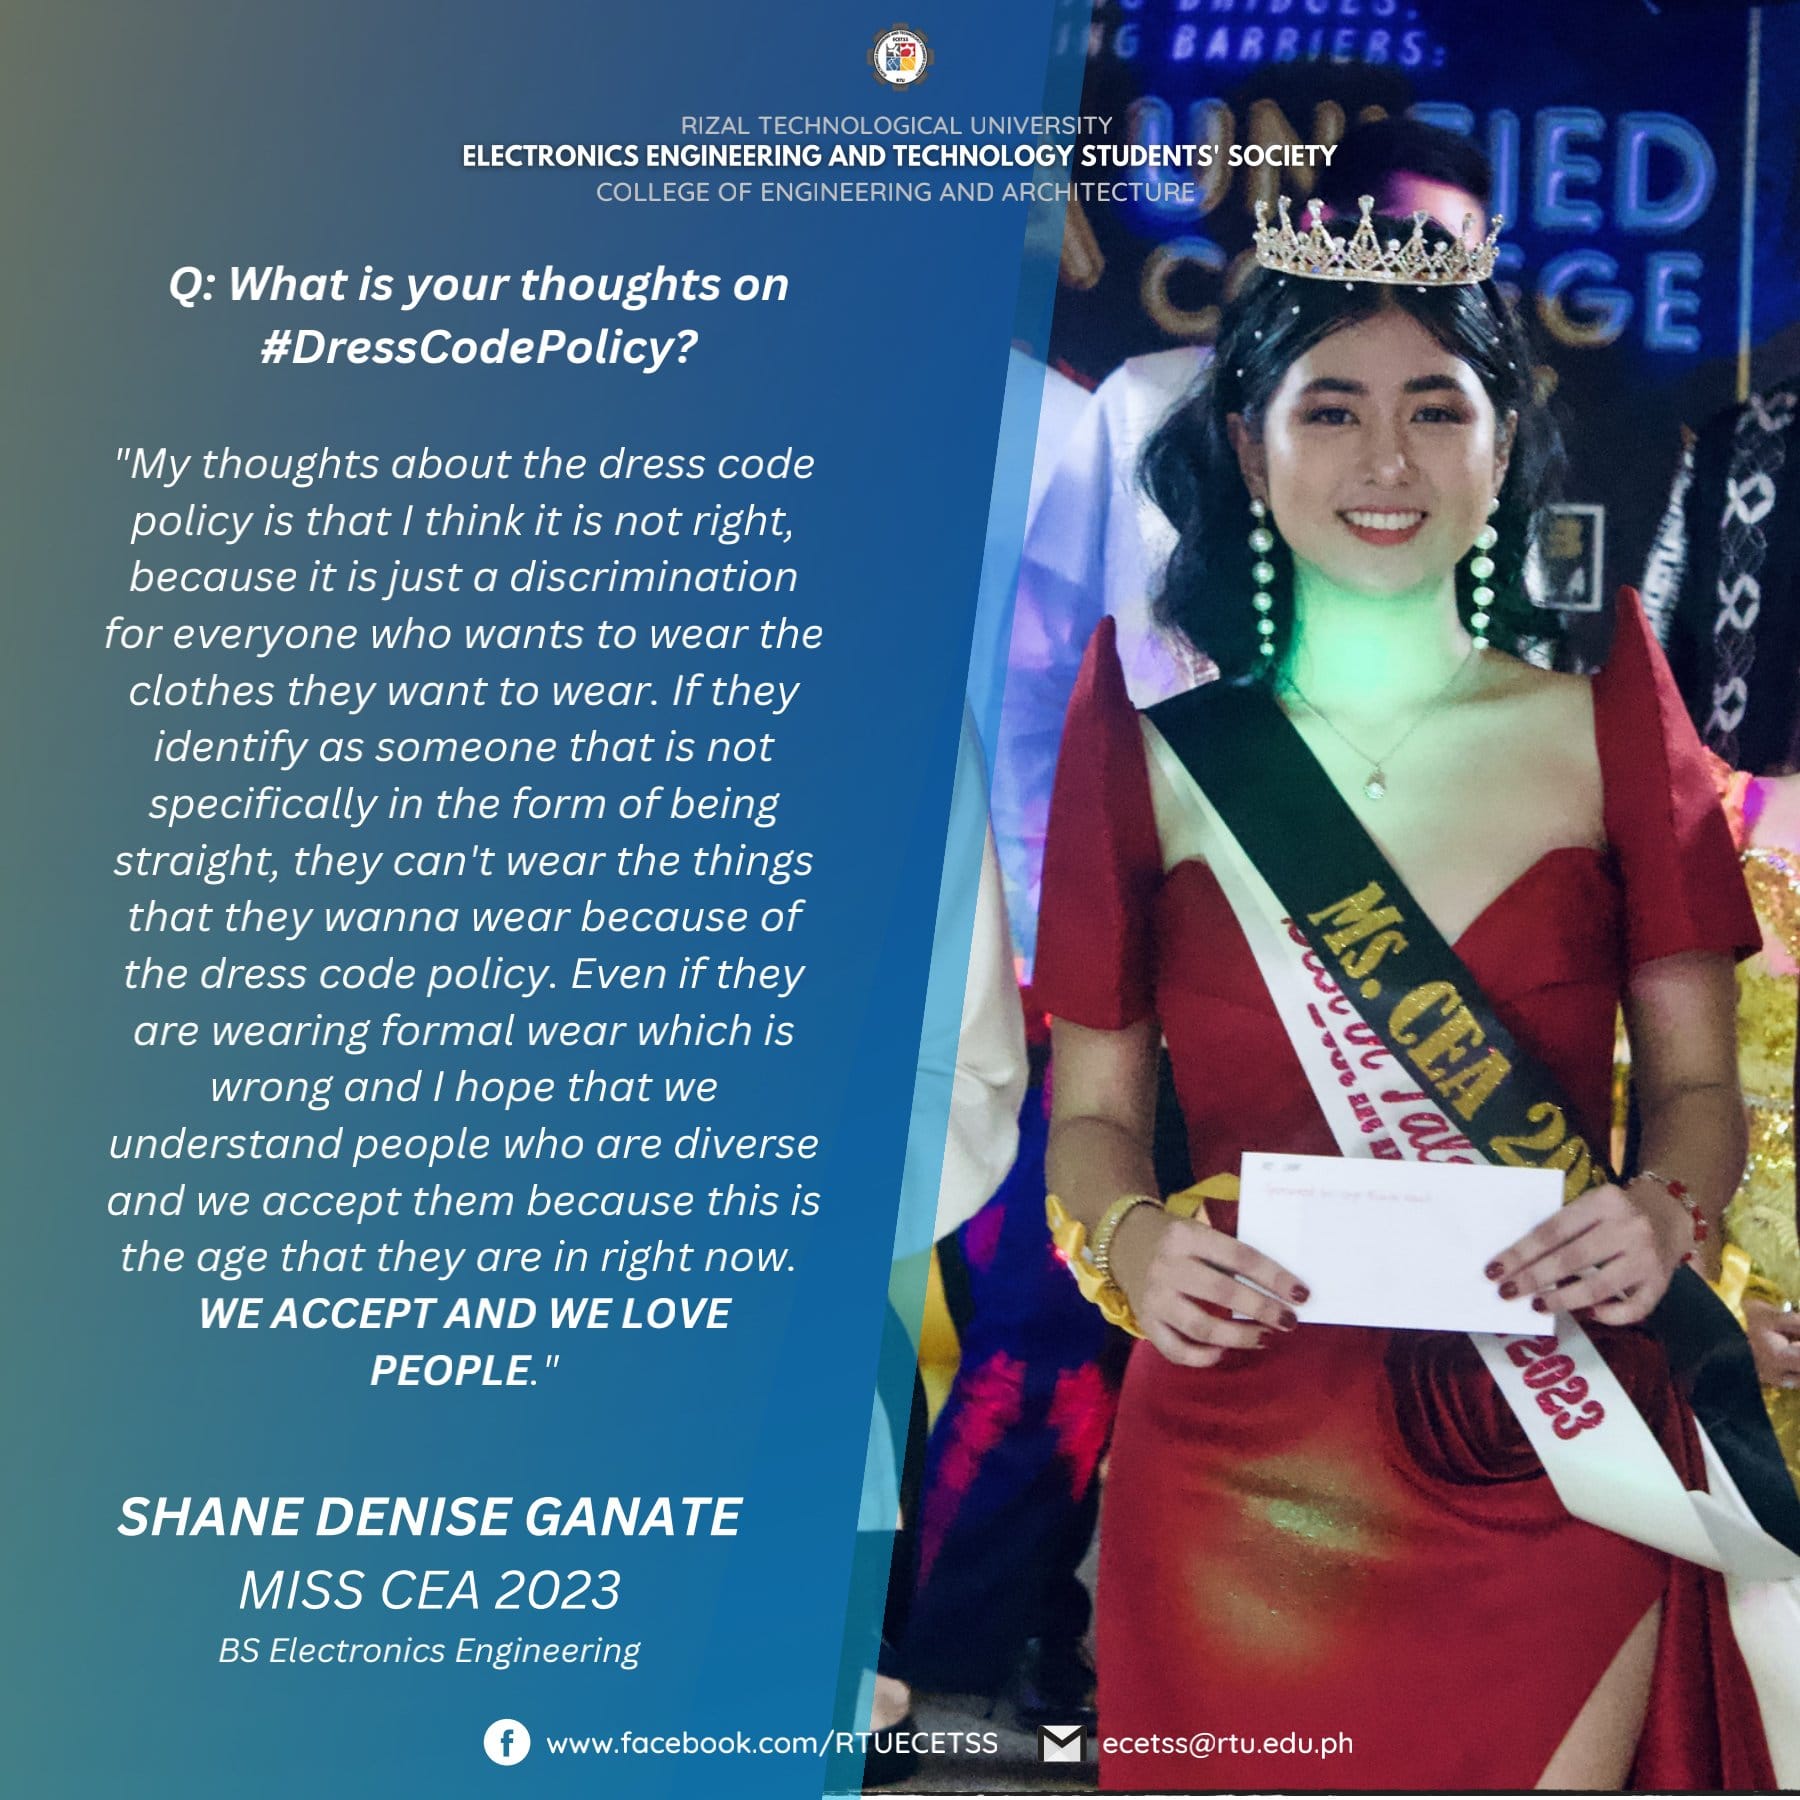 ECETSS
RTU
RIZAL TECHNOLOGICAL UNIVERSITY
ELECTRONICS ENGINEERING AND TECHNOLOGY STUDENTS' SOCIETY
COLLEGE OF ENGINEERING AND ARCHITECTURE
BARRIERS:
UNIFIED
COLLEGE
Q: What is your thoughts on
#DressCodePolicy?
"My thoughts about the dress code
policy is that I think it is not right,
because it is just a discrimination
for everyone who wants to wear the
clothes they want to wear. If they
identify as someone that is not
specifically in the form of being
straight, they can't wear the things
that they wanna wear because of
the dress code policy. Even if they
are wearing formal wear which is
wrong and I hope that we
understand people who are diverse
and we accept them because this is
the age that they are in right now.
WE ACCEPT AND WE LOVE
PEOPLE."
SHANE DENISE GANATE
MISS CEA 2023
BS Electronics Engineering
MS. CEA
2023
www.facebook.com/RTUECETSS
ecetss@rtu.edu.ph